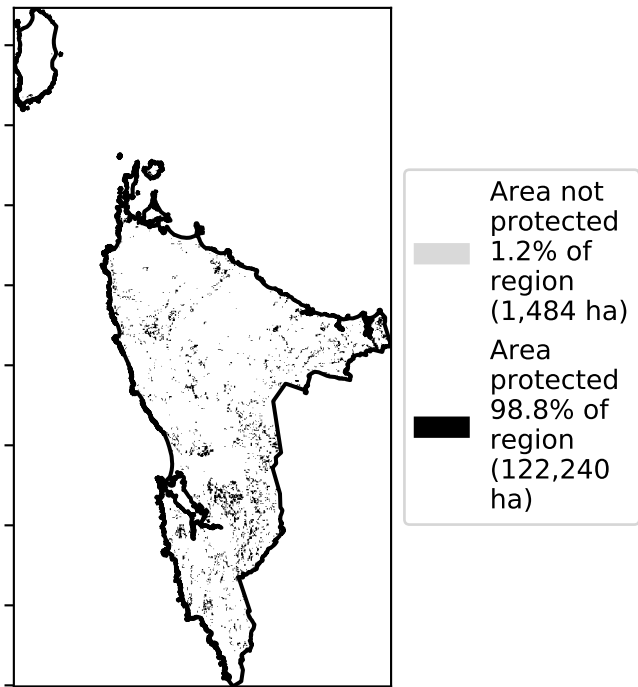 Area not
protected
1.2% of
region
(1,484 ha)
Area
protected
98.8% of
region
(122,240
ha)